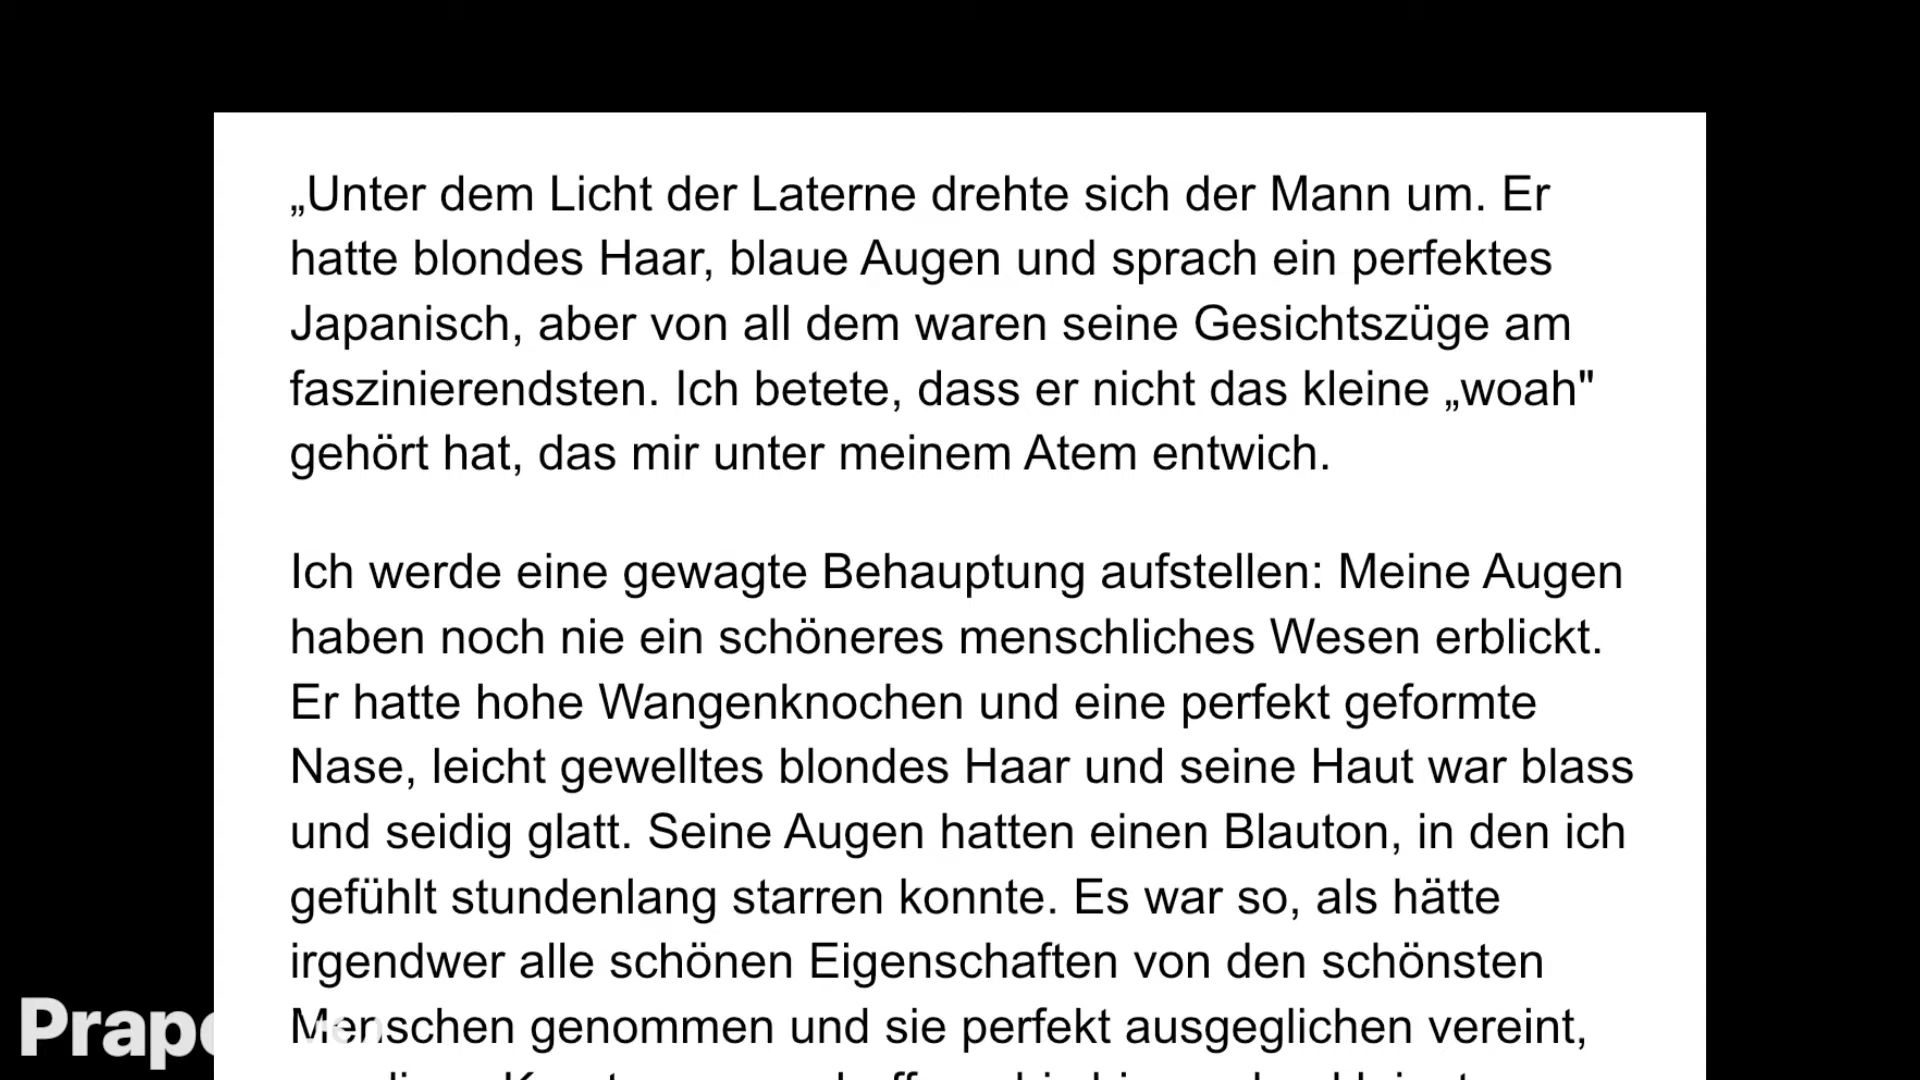 „Unter dem Licht der Laterne drehte sich der Mann um. Er
hatte blondes Haar, blaue Augen und sprach ein perfektes
Japanisch, aber von all dem waren seine Gesichtszüge am
faszinierendsten. Ich betete, dass er nicht das kleine „woah"
gehört hat, das mir unter meinem Atem entwich.
Ich werde eine gewagte Behauptung aufstellen: Meine Augen
haben noch nie ein schöneres menschliches Wesen erblickt.
Er hatte hohe Wangenknochen und eine perfekt geformte
Nase, leicht gewelltes blondes Haar und seine Haut war blass
und seidig glatt. Seine Augen hatten einen Blauton, in den ich
gefühlt stundenlang starren konnte. Es war so, als hätte
irgendwer alle schönen Eigenschaften von den schönsten
Menschen genommen und sie perfekt ausgeglichen vereint,